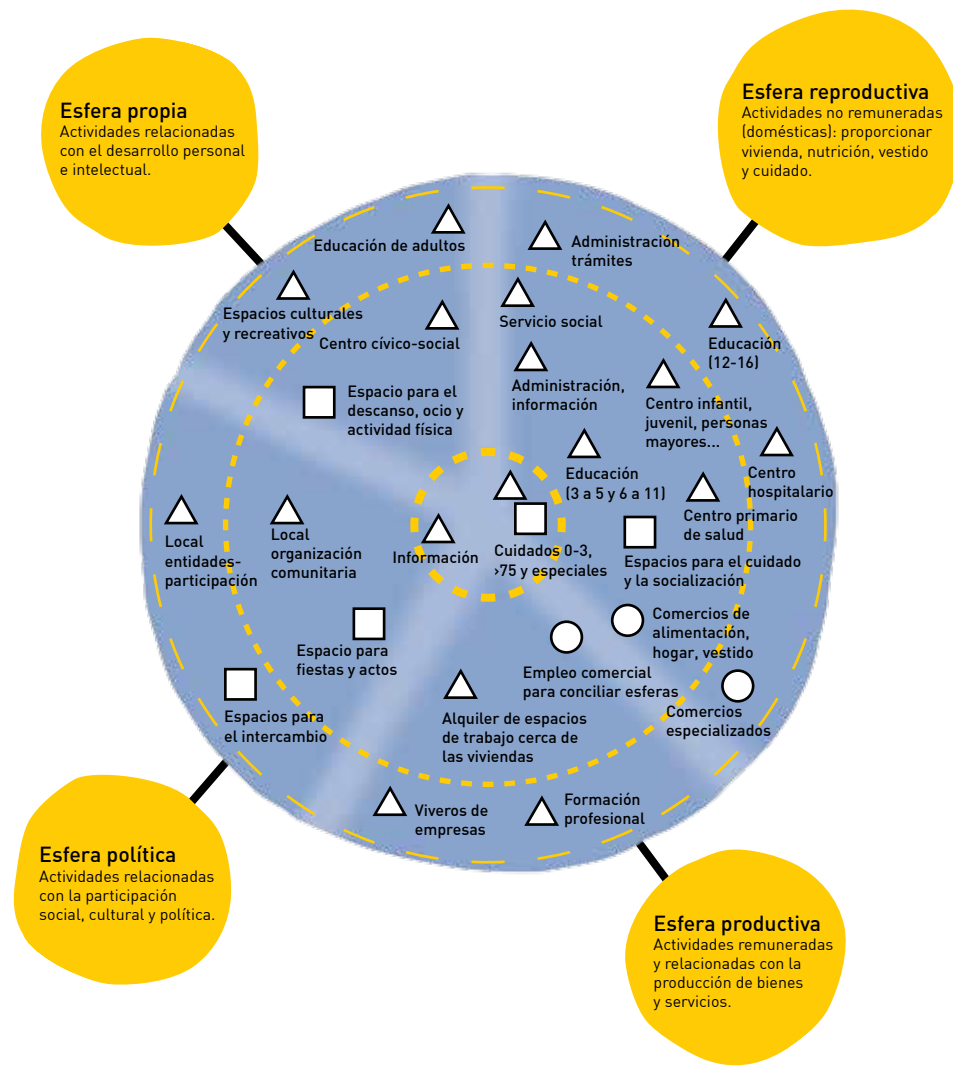 Esfera propia
Actividades relacionadas
con el desarrollo personal
e intelectual.
Esfera reproductiva
Actividades no remuneradas
(domésticas): proporcionar
vivienda, nutrición, vestido
y cuidado.
Educación de adultos
Administración
trámites
Espacios culturales
y recreativos
Centro cívico-social
Servicio social
Educación
(12-16)
Espacio para el
descanso, ocio y
actividad física
Administración,
información
Centro infantil,
juvenil, personas
mayores...
Educación
(3 a 5 y 6 a 11)
Centro
hospitalario
Centro primario
de salud
Local
entidades-
participación
Local
organización
comunitaria
Información
Cuidados 0-3,
>75 y especiales
Espacios para el cuidado
y la socialización
Espacio para
fiestas y actos
Empleo comercial
para conciliar esferas
Comercios de
alimentación,
hogar, vestido
Espacios para
el intercambio
Alquiler de espacios
de trabajo cerca de
las viviendas
Comercios
especializados
Viveros de
empresas
Formación
profesional
Esfera política
Actividades relacionadas
con la participación
social, cultural y política.
Esfera productiva
Actividades remuneradas
y relacionadas con la
producción de bienes
y servicios.